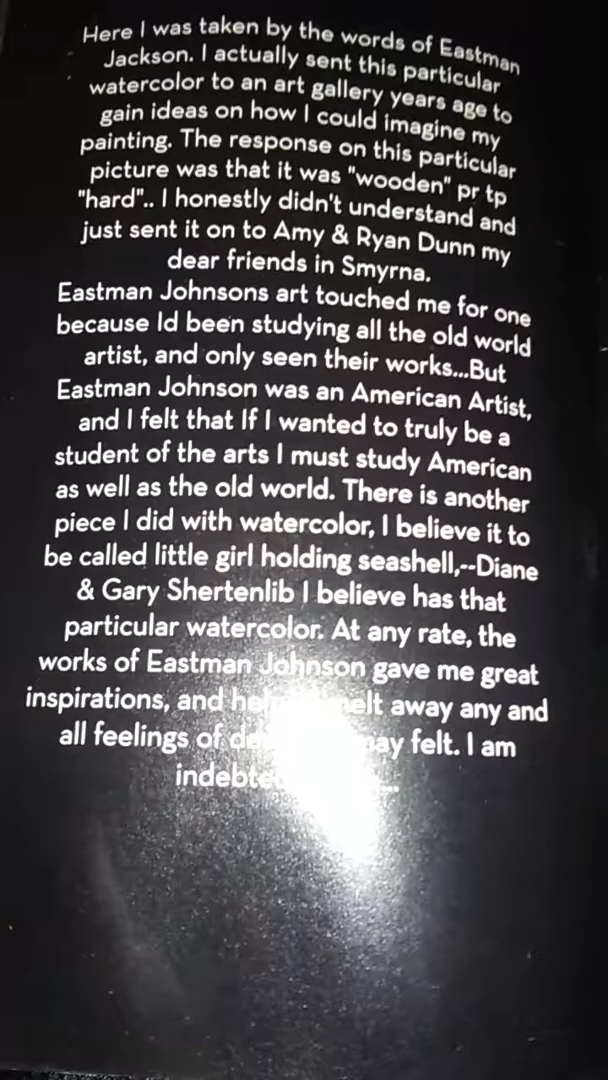 Here I was taken by the words of Eastman
Jackson. I actually sent this particular
watercolor to an art gallery years age to
gain ideas on how I could imagine my
painting. The response on this particular
picture was that it was "wooden" pr tp
"hard".. I honestly didn't understand and
just sent it on to Amy & Ryan Dunn my
dear friends in Smyrna.
Eastman Johnsons art touched me for one
because Id been studying all the old world
artist, and only seen their works...But
Eastman Johnson was an American Artist,
and I felt that If I wanted to truly be a
student of the arts I must study American
as well as the old world. There is another
piece I did with watercolor, I believe it to
be called little girl holding seashell,--Diane
& Gary Shertenlib I believe has that
particular watercolor. At any rate, the
works of Eastman Johnson gave me great
inspirations, and away any and
all feelings of felt. I am